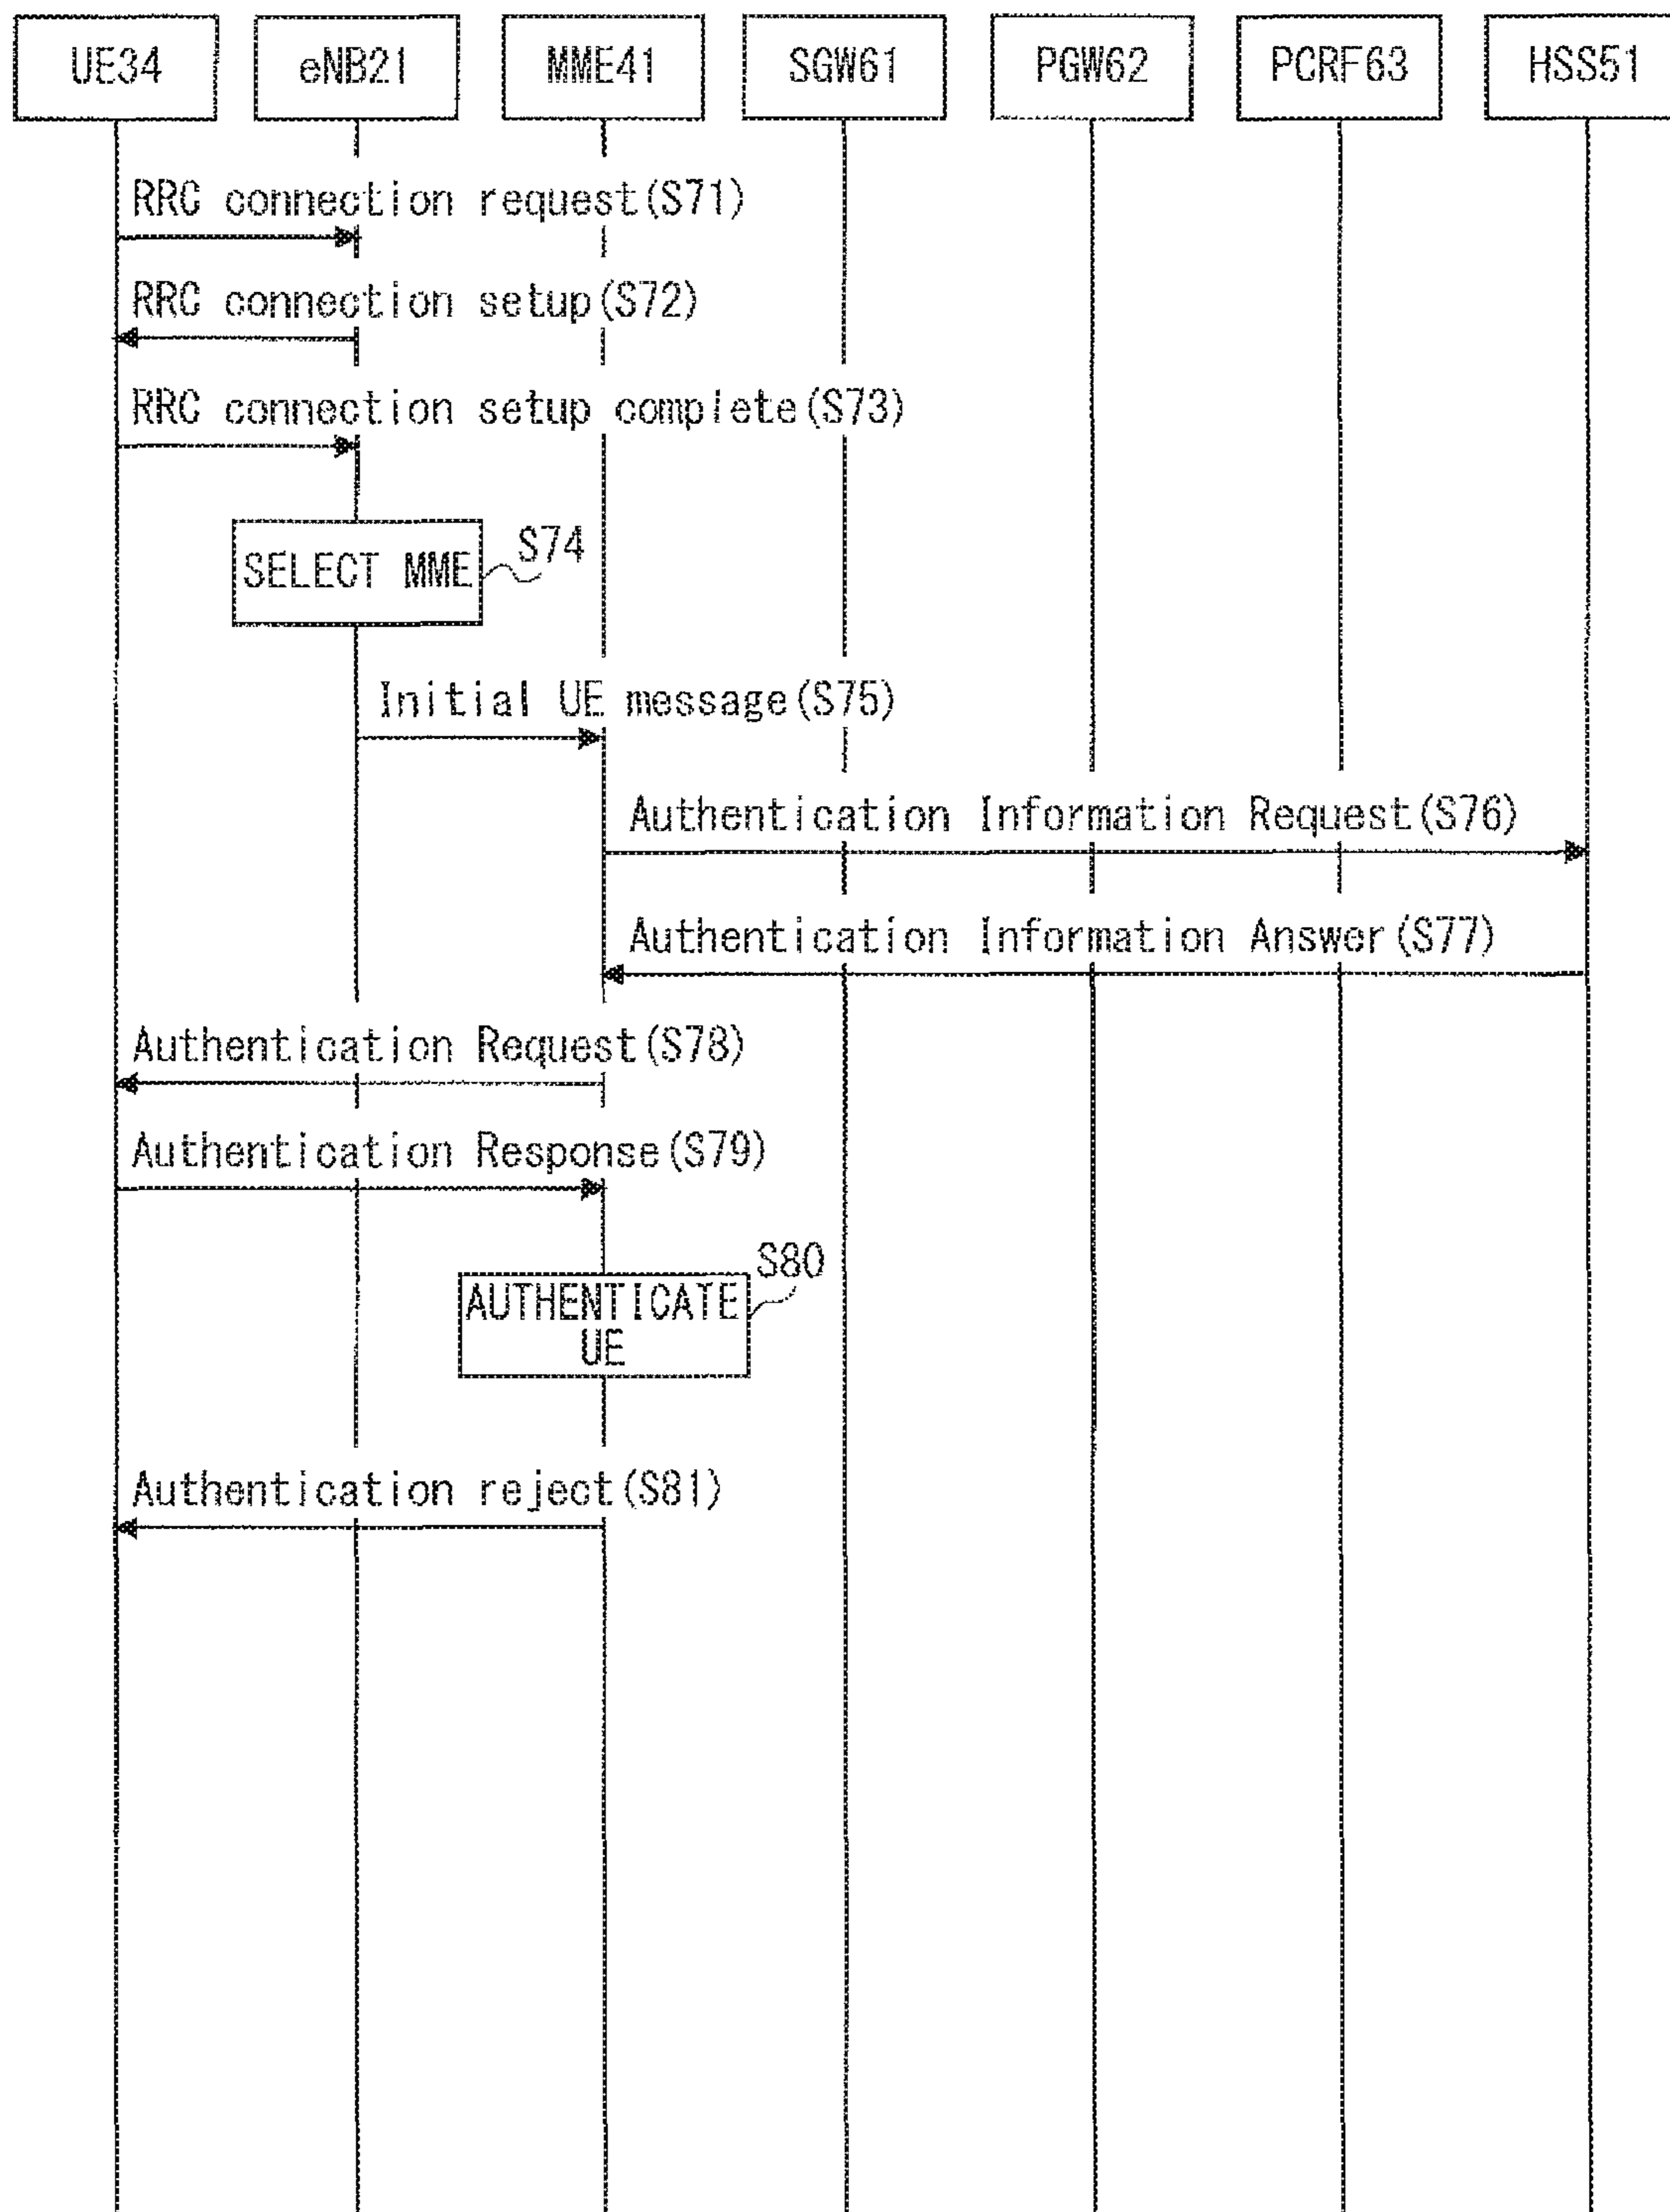 UE34
eNB21
MME41
SGW61
PGW62
PCRF63
HSS51
RRC connection request(S71)
RRC connection setup(S72)
RRC connection setup complete(S73)
SELECT MME
S74
Initial UE message(S75)
Authentication Information Request(S76)
Authentication Information Answer(S77)
Authentication Request(S78)
Authentication Response(S79)
S80
AUTHENTICATE
UE
Authentication reject(S81)